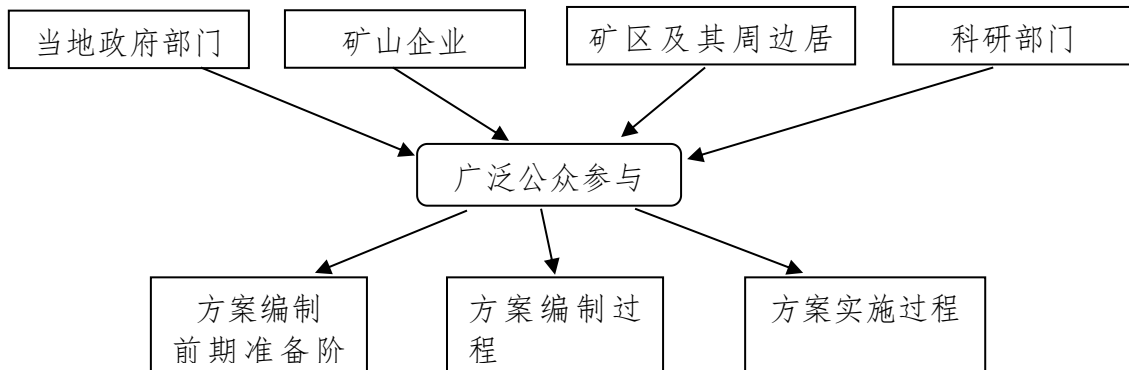 当地政府部门
矿山企业
矿区及其周边居
科研部门
广泛公众参与
方案编制
前期准备阶
方案编制过
程
方案实施过程